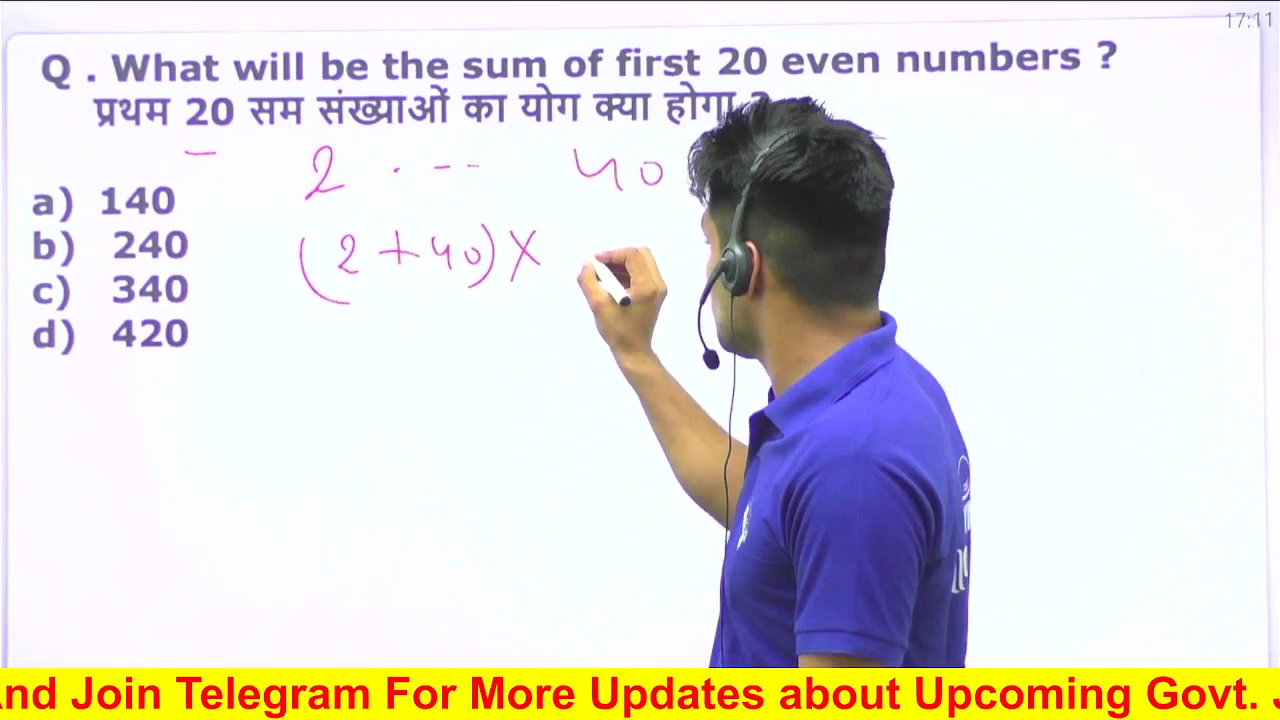 17:11
Q . What will be the sum of first 20 even numbers ?
प्रथम 20 सम संख्याओं का योग क्या होगा ?
2 . -- 40
a) 140
b) 240
(2+40)X
c) 340
d) 420
And Join Telegram For More Updates about Upcoming Govt. J